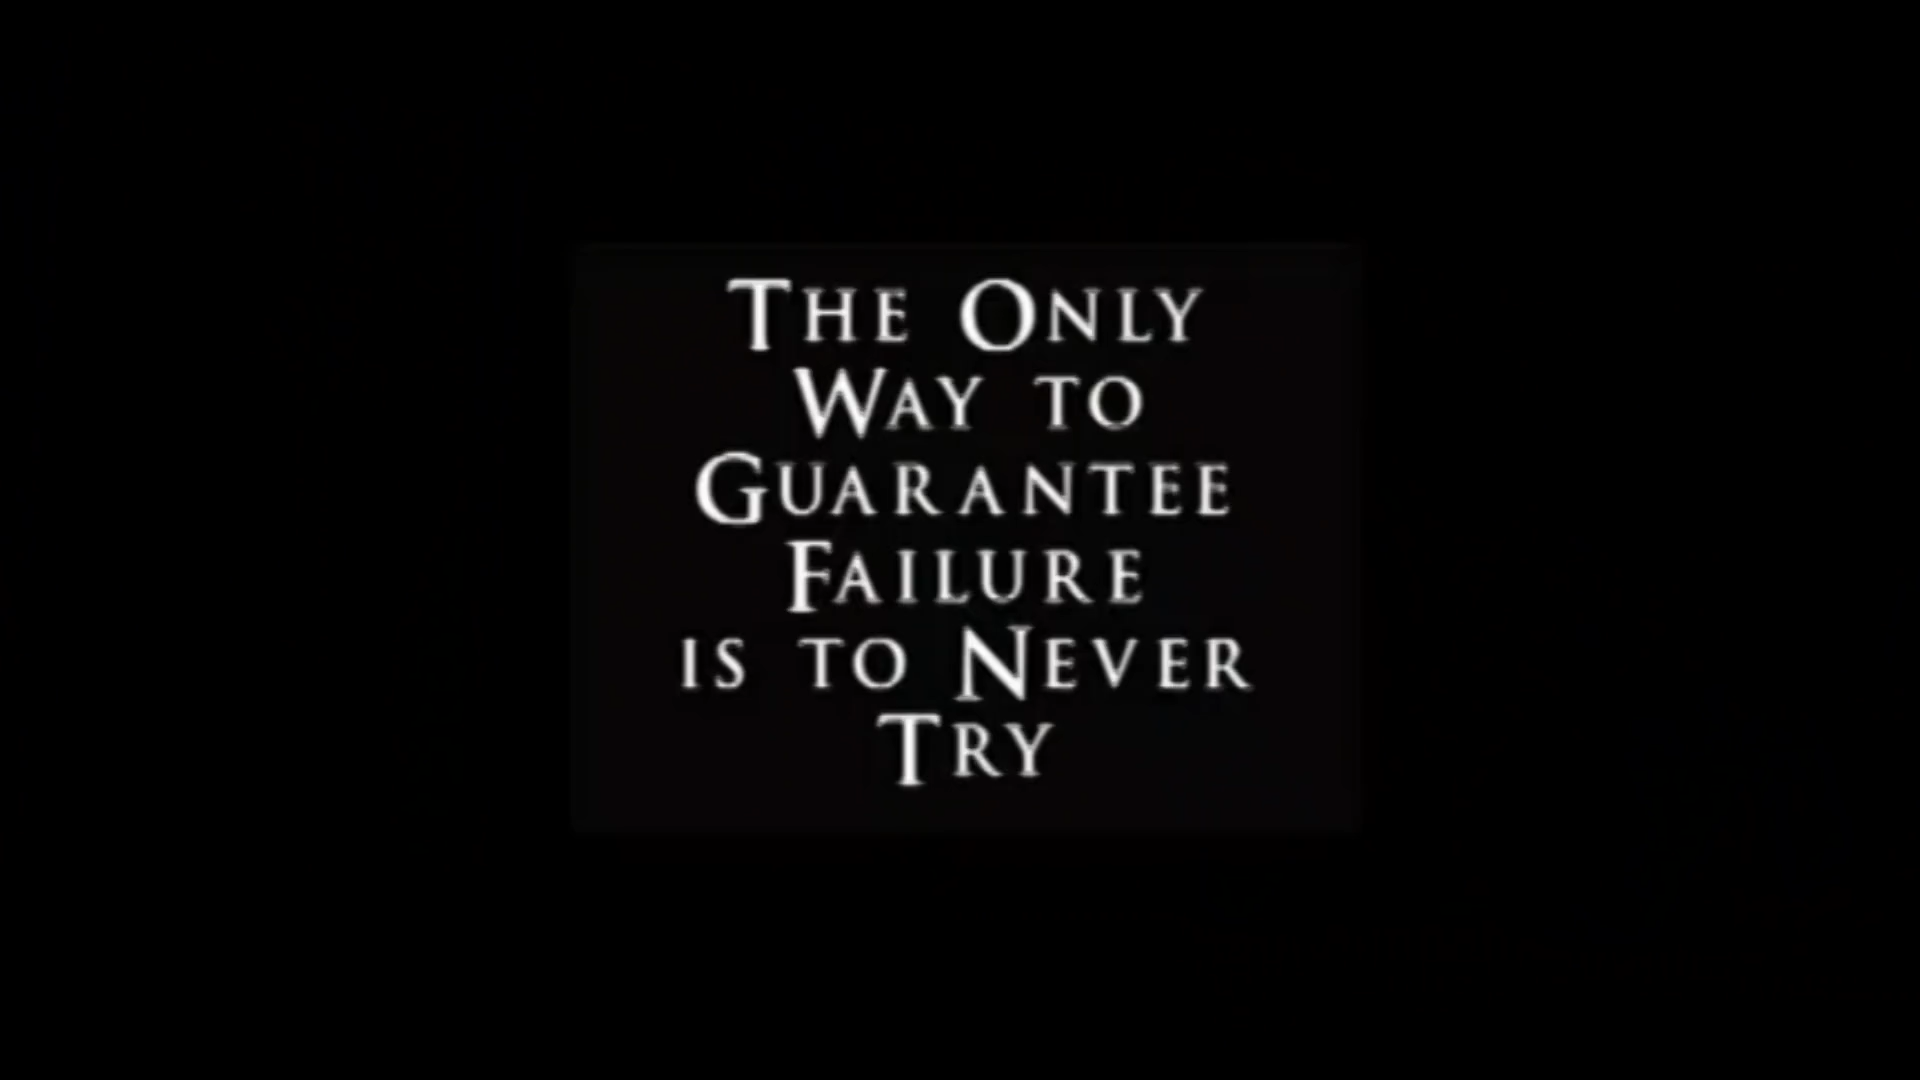 The Only
Way to
Guarantee
Failure
is to Never
Try